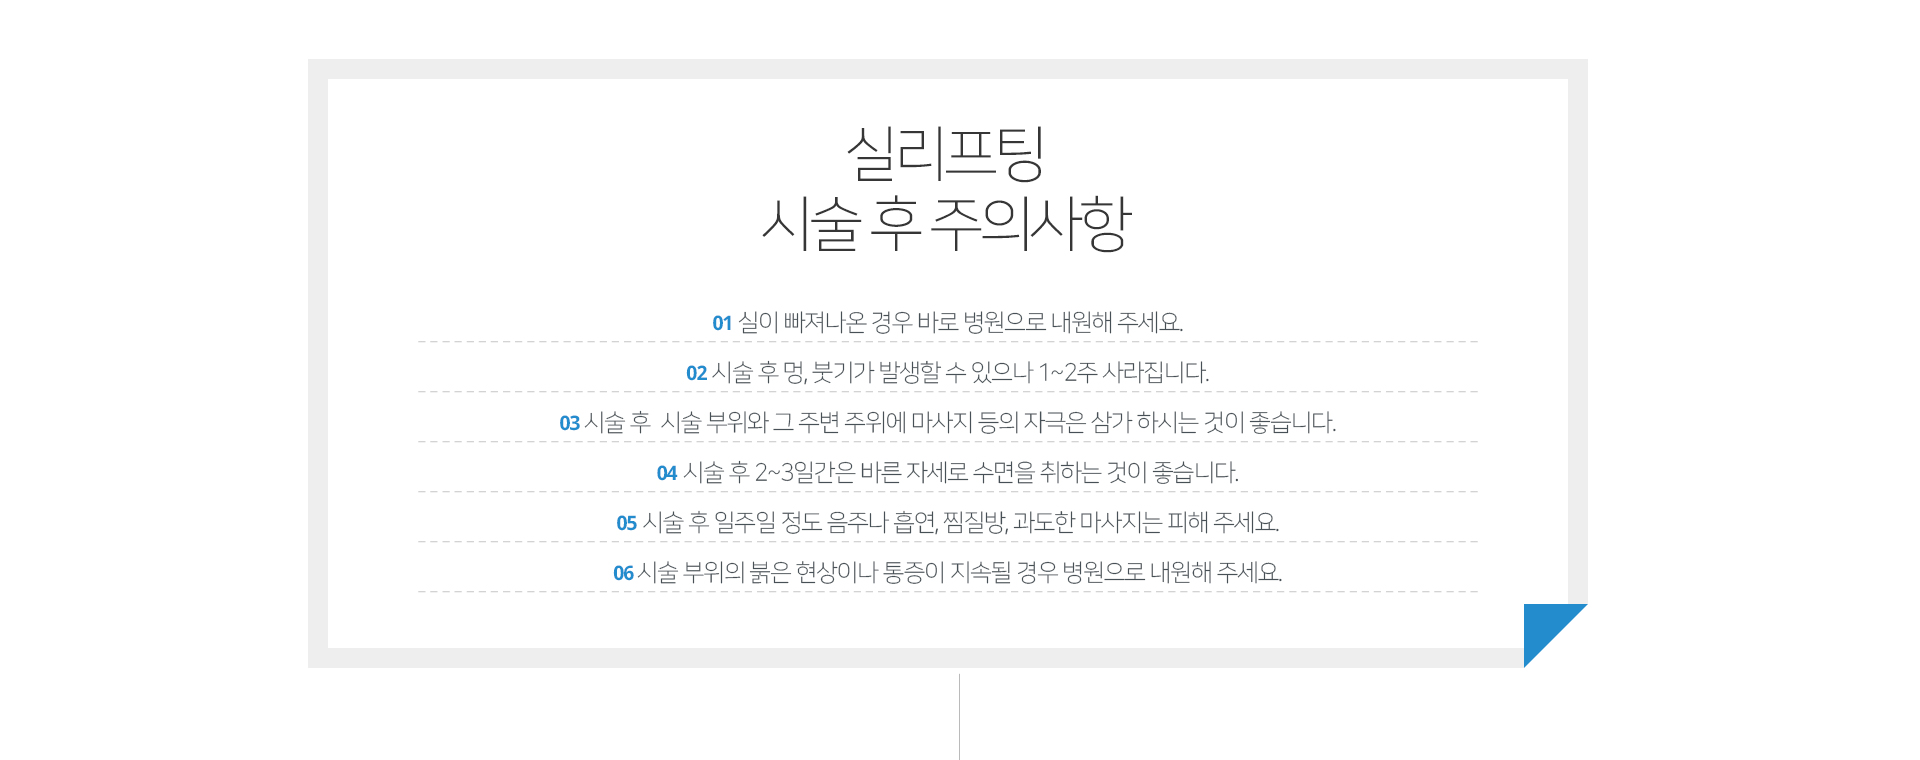 실리프팅
시술 후 주의사항
01 실이 빠져나온 경우 바로 병원으로 내원해 주세요.
02 시술 후 멍, 붓기가 발생할 수 있으나 1~2주 사라집니다.
03 시술 후 시술 부위와 그 주변 주위에 마사지 등의 자극은 삼가 하시는 것이 좋습니다.
04 시술 후 2~3일간은 바른 자세로 수면을 취하는 것이 좋습니다.
05 시술 후 일주일 정도 음주나 흡연, 찜질방, 과도한 마사지는 피해 주세요.
06 시술 부위의 붉은 현상이나 통증이 지속될 경우 병원으로 내원해 주세요.